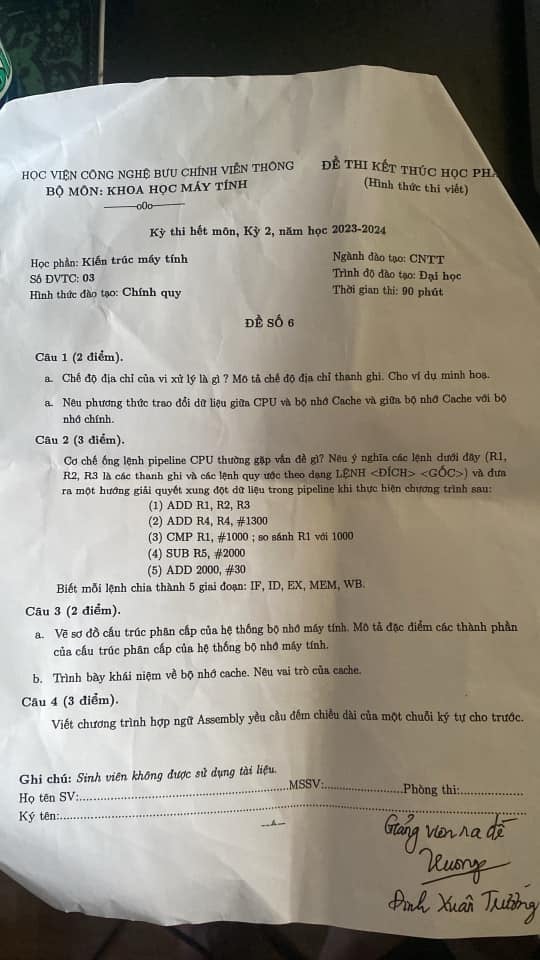 HỌC VIỆN CÔNG NGHỆ BƯU CHÍNH VIỄN THÔNG
BỘ MÔN: KHOA HỌC MÁY TÍNH
———o0o———
ĐỀ THI KẾT THÚC HỌC PHẦ
(Hình thức thi viết)
Kỳ thi hết môn, Kỳ 2, năm học 2023-2024
Học phần: Kiến trúc máy tính
Số ĐVTC: 03
Hình thức đào tạo: Chính quy
Ngành đào tạo: CNTT
Trình độ đào tạo: Đại học
Thời gian thi: 90 phút
ĐỀ SỐ 6
Câu 1 (2 điểm).
a. Chế độ địa chỉ của vi xử lý là gì ? Mô tả chế độ địa chỉ thanh ghi. Cho ví dụ minh hoạ.
a. Nêu phương thức trao đổi dữ liệu giữa CPU và bộ nhớ Cache và giữa bộ nhớ Cache với bộ
nhớ chính.
Câu 2 (3 điểm).
Cơ chế ống lệnh pipeline CPU thường gặp vấn đề gì? Nêu ý nghĩa các lệnh dưới đây (R1,
R2, R3 là các thanh ghi và các lệnh quy ước theo dạng LỆNH <ĐÍCH> <GỐC>) và đưa
ra một hướng giải quyết xung đột dữ liệu trong pipeline khi thực hiện chương trình sau:
(1) ADD R1, R2, R3
(2) ADD R4, R4, #1300
(3) CMP R1, #1000 ; so sánh R1 với 1000
(4) SUB R5, #2000
(5) ADD 2000, #30
Biết mỗi lệnh chia thành 5 giai đoạn: IF, ID, EX, MEM, WB.
Câu 3 (2 điểm).
a. Vẽ sơ đồ cấu trúc phân cấp của hệ thống bộ nhớ máy tính. Mô tả đặc điểm các thành phần
của cấu trúc phân cấp của hệ thống bộ nhớ máy tính.
b. Trình bày khái niệm về bộ nhớ cache. Nêu vai trò của cache.
Câu 4 (3 điểm).
Viết chương trình hợp ngữ Assembly yêu cầu đếm chiều dài của một chuỗi ký tự cho trước.
Ghi chú: Sinh viên không được sử dụng tài liệu.
Họ tên SV:..........................................MSSV:......................Phòng thi:.................
Ký tên:..........................................
Giảng viên ra đề
Đinh Xuân Trường